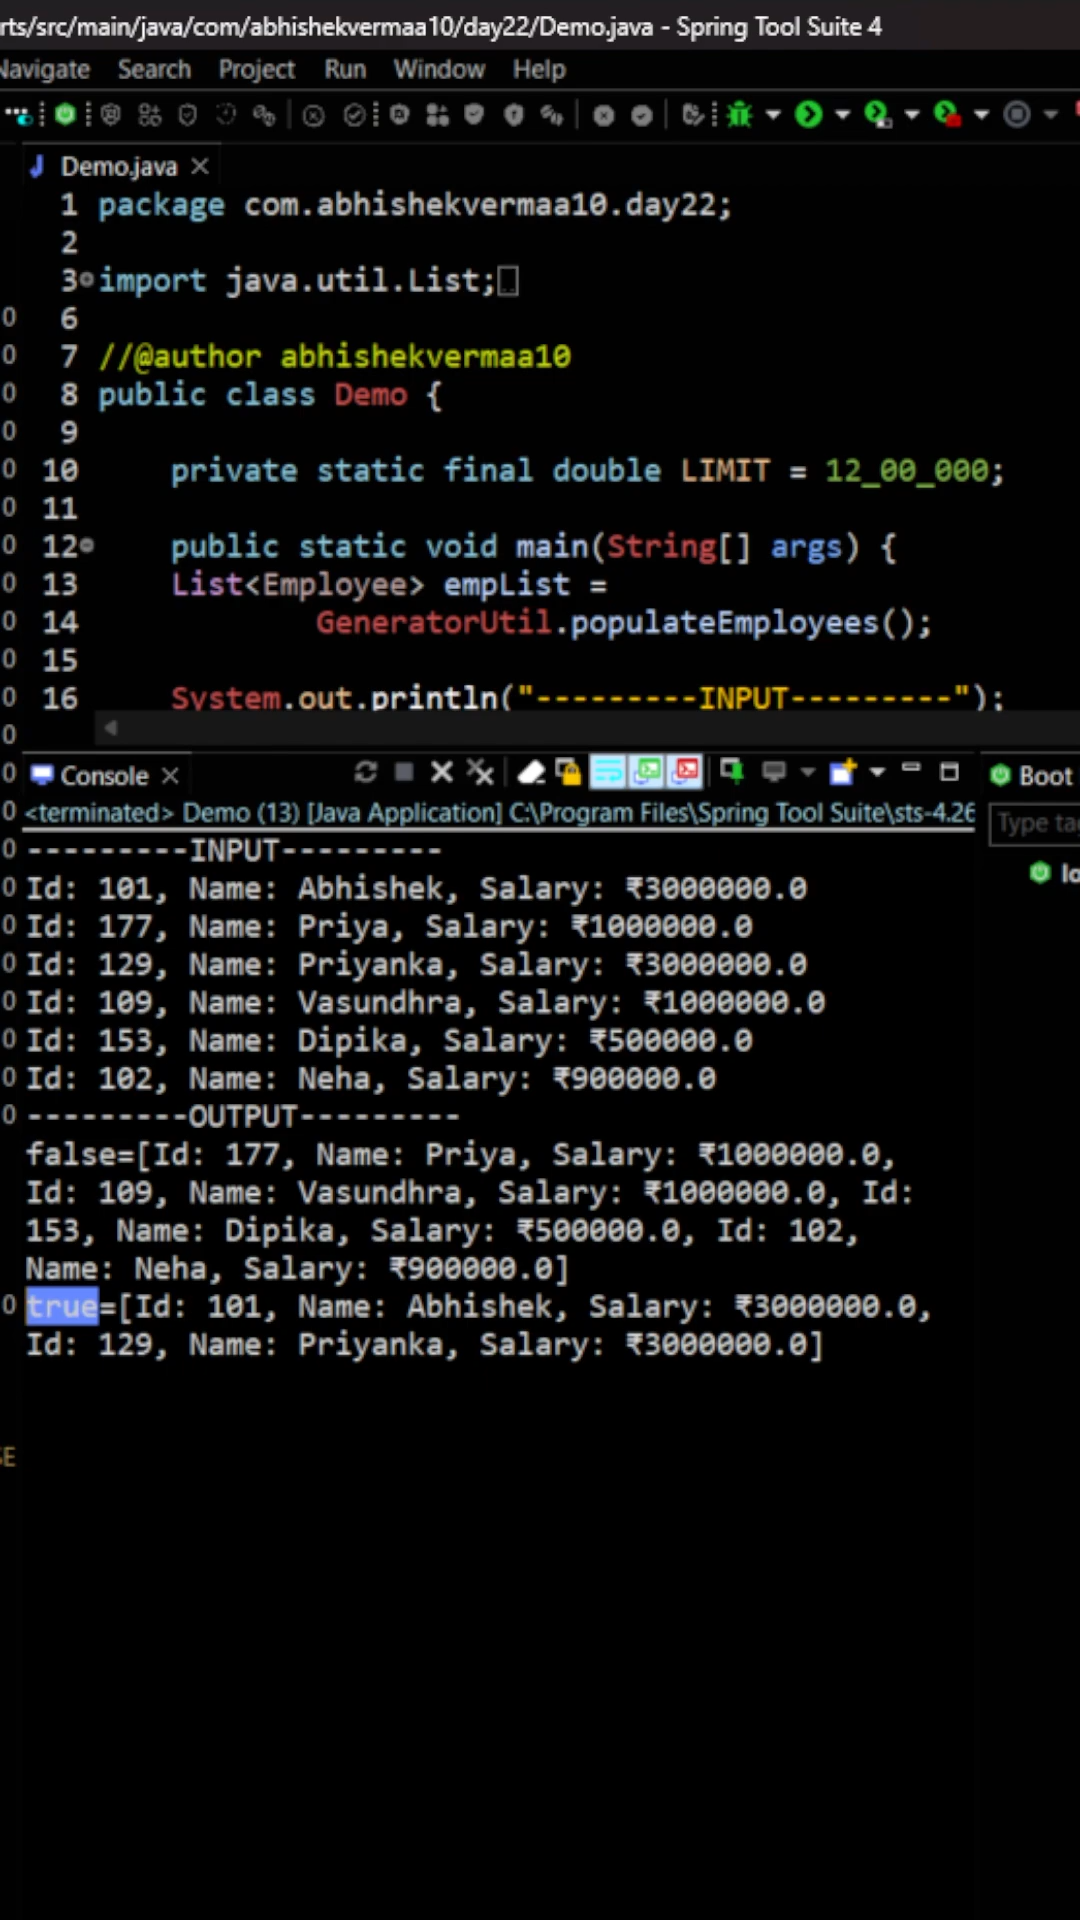 rts/src/main/java/com/abhishekvermaa10/day22/Demo.java - Spring Tool Suite 4
Navigate Search Project Run Window Help
Demo.java
1 package com.abhishekvermaa10.day22;
2
3 import java.util.List;
6
7 //@author abhishekvermaa10
8 public class Demo {
9
10 private static final double LIMIT = 12_00_000;
11
12 public static void main(String[] args) {
13 List<Employee> empList =
14 GeneratorUtil.populateEmployees();
15
16 System.out.println("---------INPUT---------");
Console
Boot
<terminated> Demo (13) [Java Application] C:\Program Files\Spring Tool Suite\sts-4.26
Type tag
---------INPUT---------
Id: 101, Name: Abhishek, Salary: ₹3000000.0
lo
Id: 177, Name: Priya, Salary: ₹1000000.0
Id: 129, Name: Priyanka, Salary: ₹3000000.0
Id: 109, Name: Vasundhra, Salary: ₹1000000.0
Id: 153, Name: Dipika, Salary: ₹500000.0
Id: 102, Name: Neha, Salary: ₹900000.0
---------OUTPUT---------
false=[Id: 177, Name: Priya, Salary: ₹1000000.0,
Id: 109, Name: Vasundhra, Salary: ₹1000000.0, Id:
153, Name: Dipika, Salary: ₹500000.0, Id: 102,
Name: Neha, Salary: ₹900000.0]
true=[Id: 101, Name: Abhishek, Salary: ₹3000000.0,
Id: 129, Name: Priyanka, Salary: ₹3000000.0]